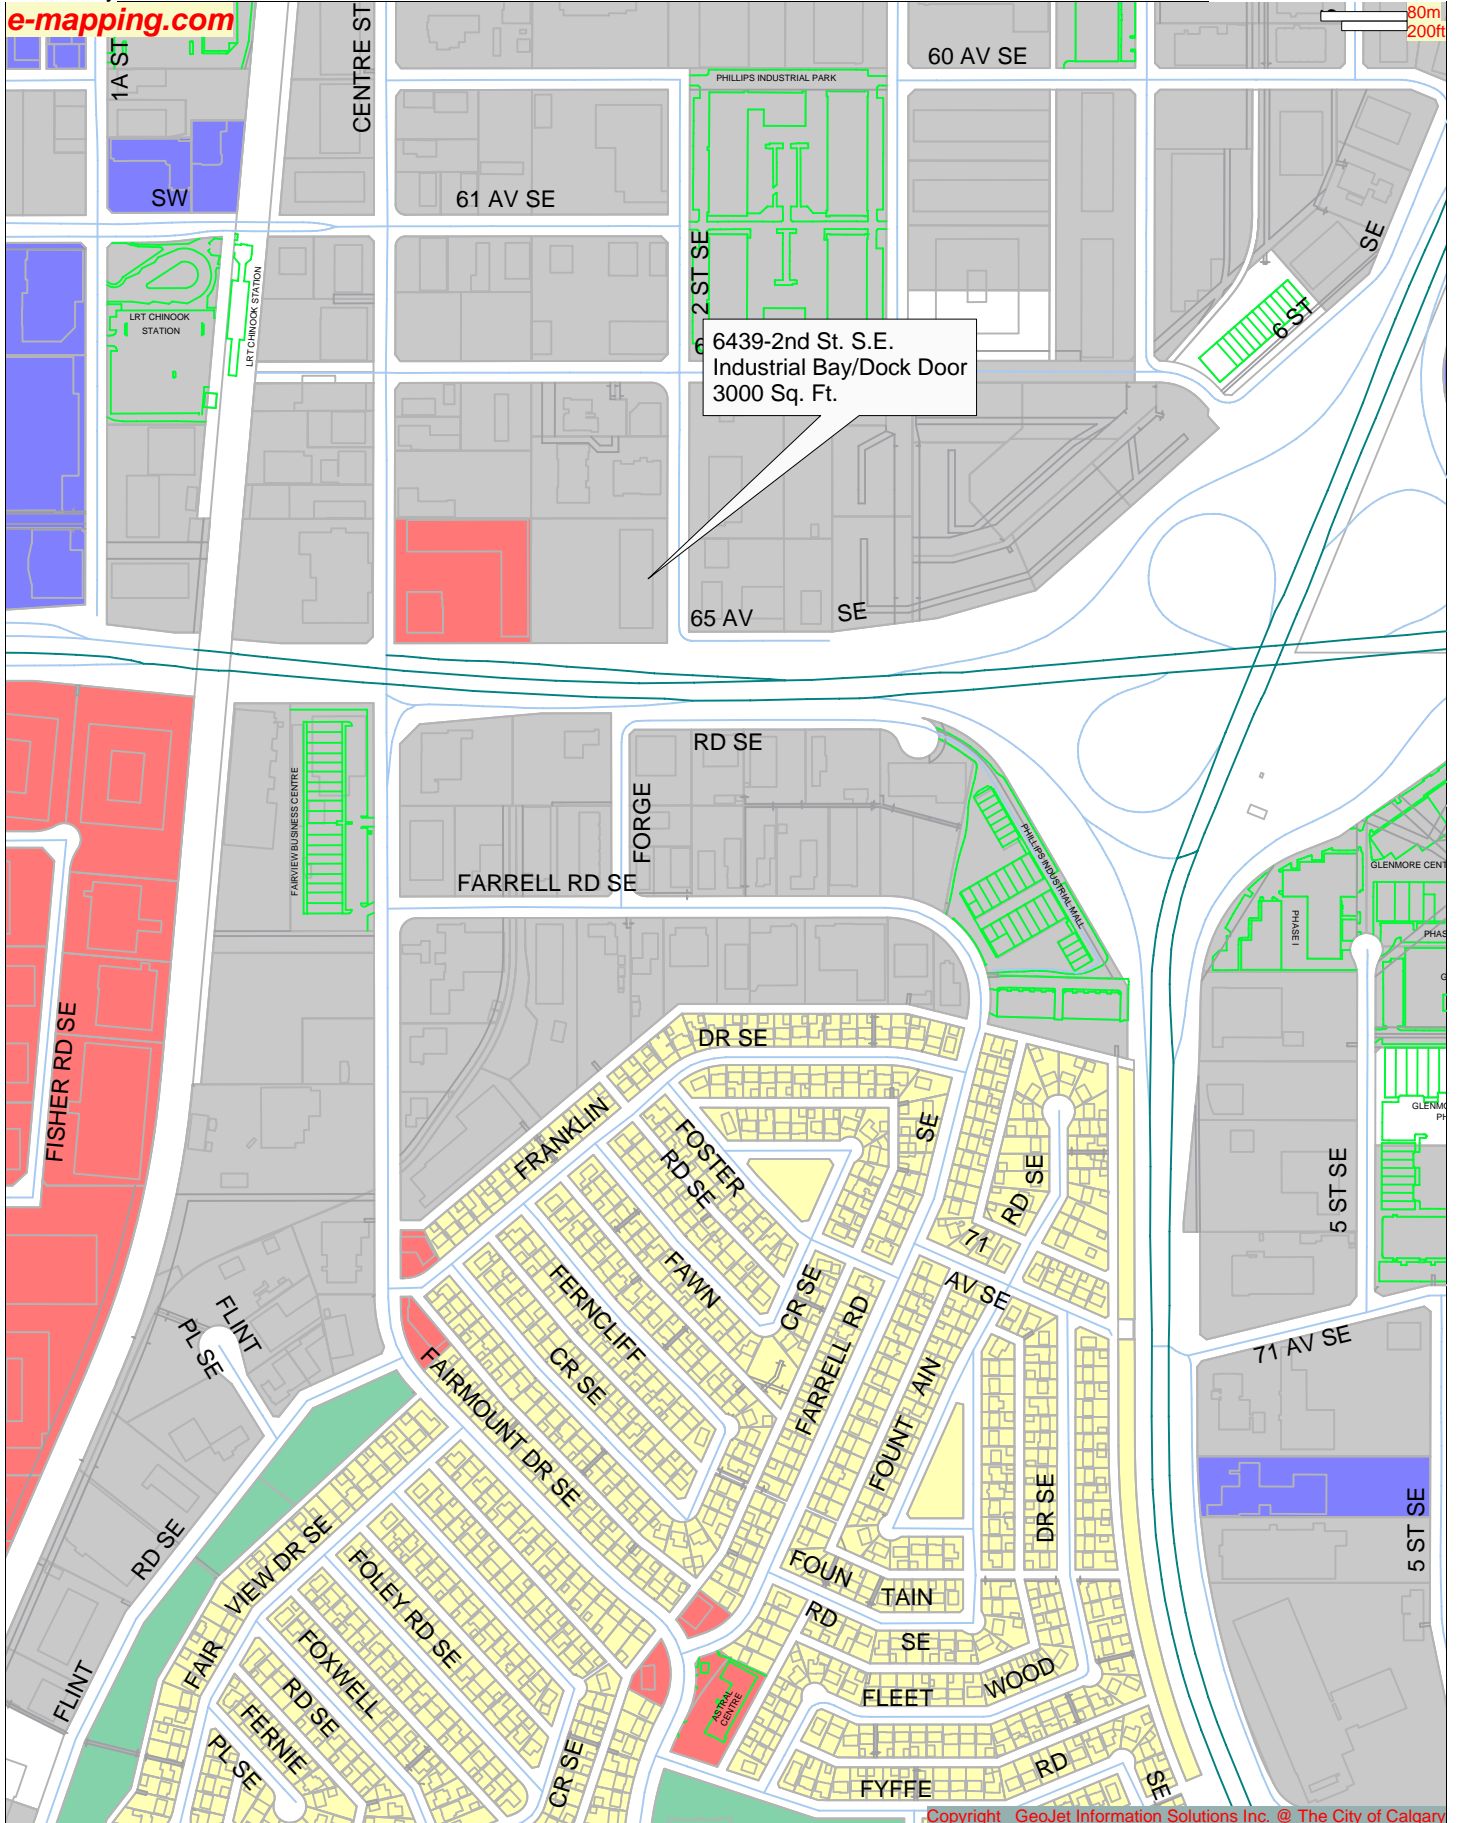 e-mapping.com
80m
200ft
1A ST
CENTRE ST
60 AV SE
PHILLIPS INDUSTRIAL PARK
SW
61 AV SE
2 ST SE
SE
6 ST
LRT CHINOOK
STATION
LRT CHINOOK STATION
6
6439-2nd St. S.E.
Industrial Bay/Dock Door
3000 Sq. Ft.
65 AV
SE
RD SE
FORGE
FAIRVIEW BUSINESS CENTRE
FARRELL RD SE
PHILLIPS INDUSTRIAL MALL
GLENMORE CENT
PHASE I
PHAS
G
FISHER RD SE
DR SE
FRANKLIN
FOSTER
RD SE
SE
RD SE
GLENMO
PH
5 ST SE
71
AV SE
FAWN
CR SE
FERNCLIFF
CR SE
FARRELL RD
FLINT
PL SE
71 AV SE
FAIRMOUNT DR SE
FOUNT AIN
DR SE
5 ST SE
RD SE
VIEW DR SE
FAIR
FOLEY RD SE
FOUN
TAIN
RD
SE
FOXWELL
RD SE
FLINT
FLEET
WOOD
ASTRAL
CENTRE
FERNIE
PL SE
CR SE
FYFFE
RD
SE
Copyright GeoJet Information Solutions Inc. @ The City of Calgary